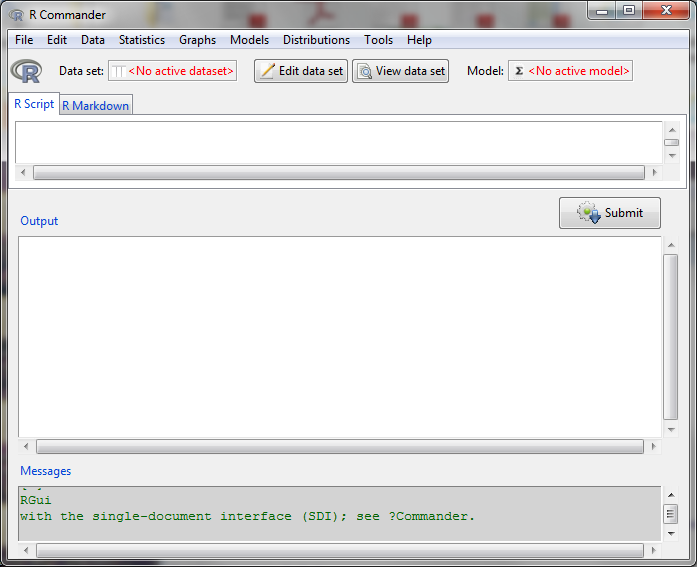 R Commander
File Edit Data Statistics Graphs Models Distributions Tools Help
R Data set: <No active dataset> Edit data set View data set Model: Σ <No active model>
R Script R Markdown
Submit
Output
Messages
RGui
with the single-document interface (SDI); see ?Commander.